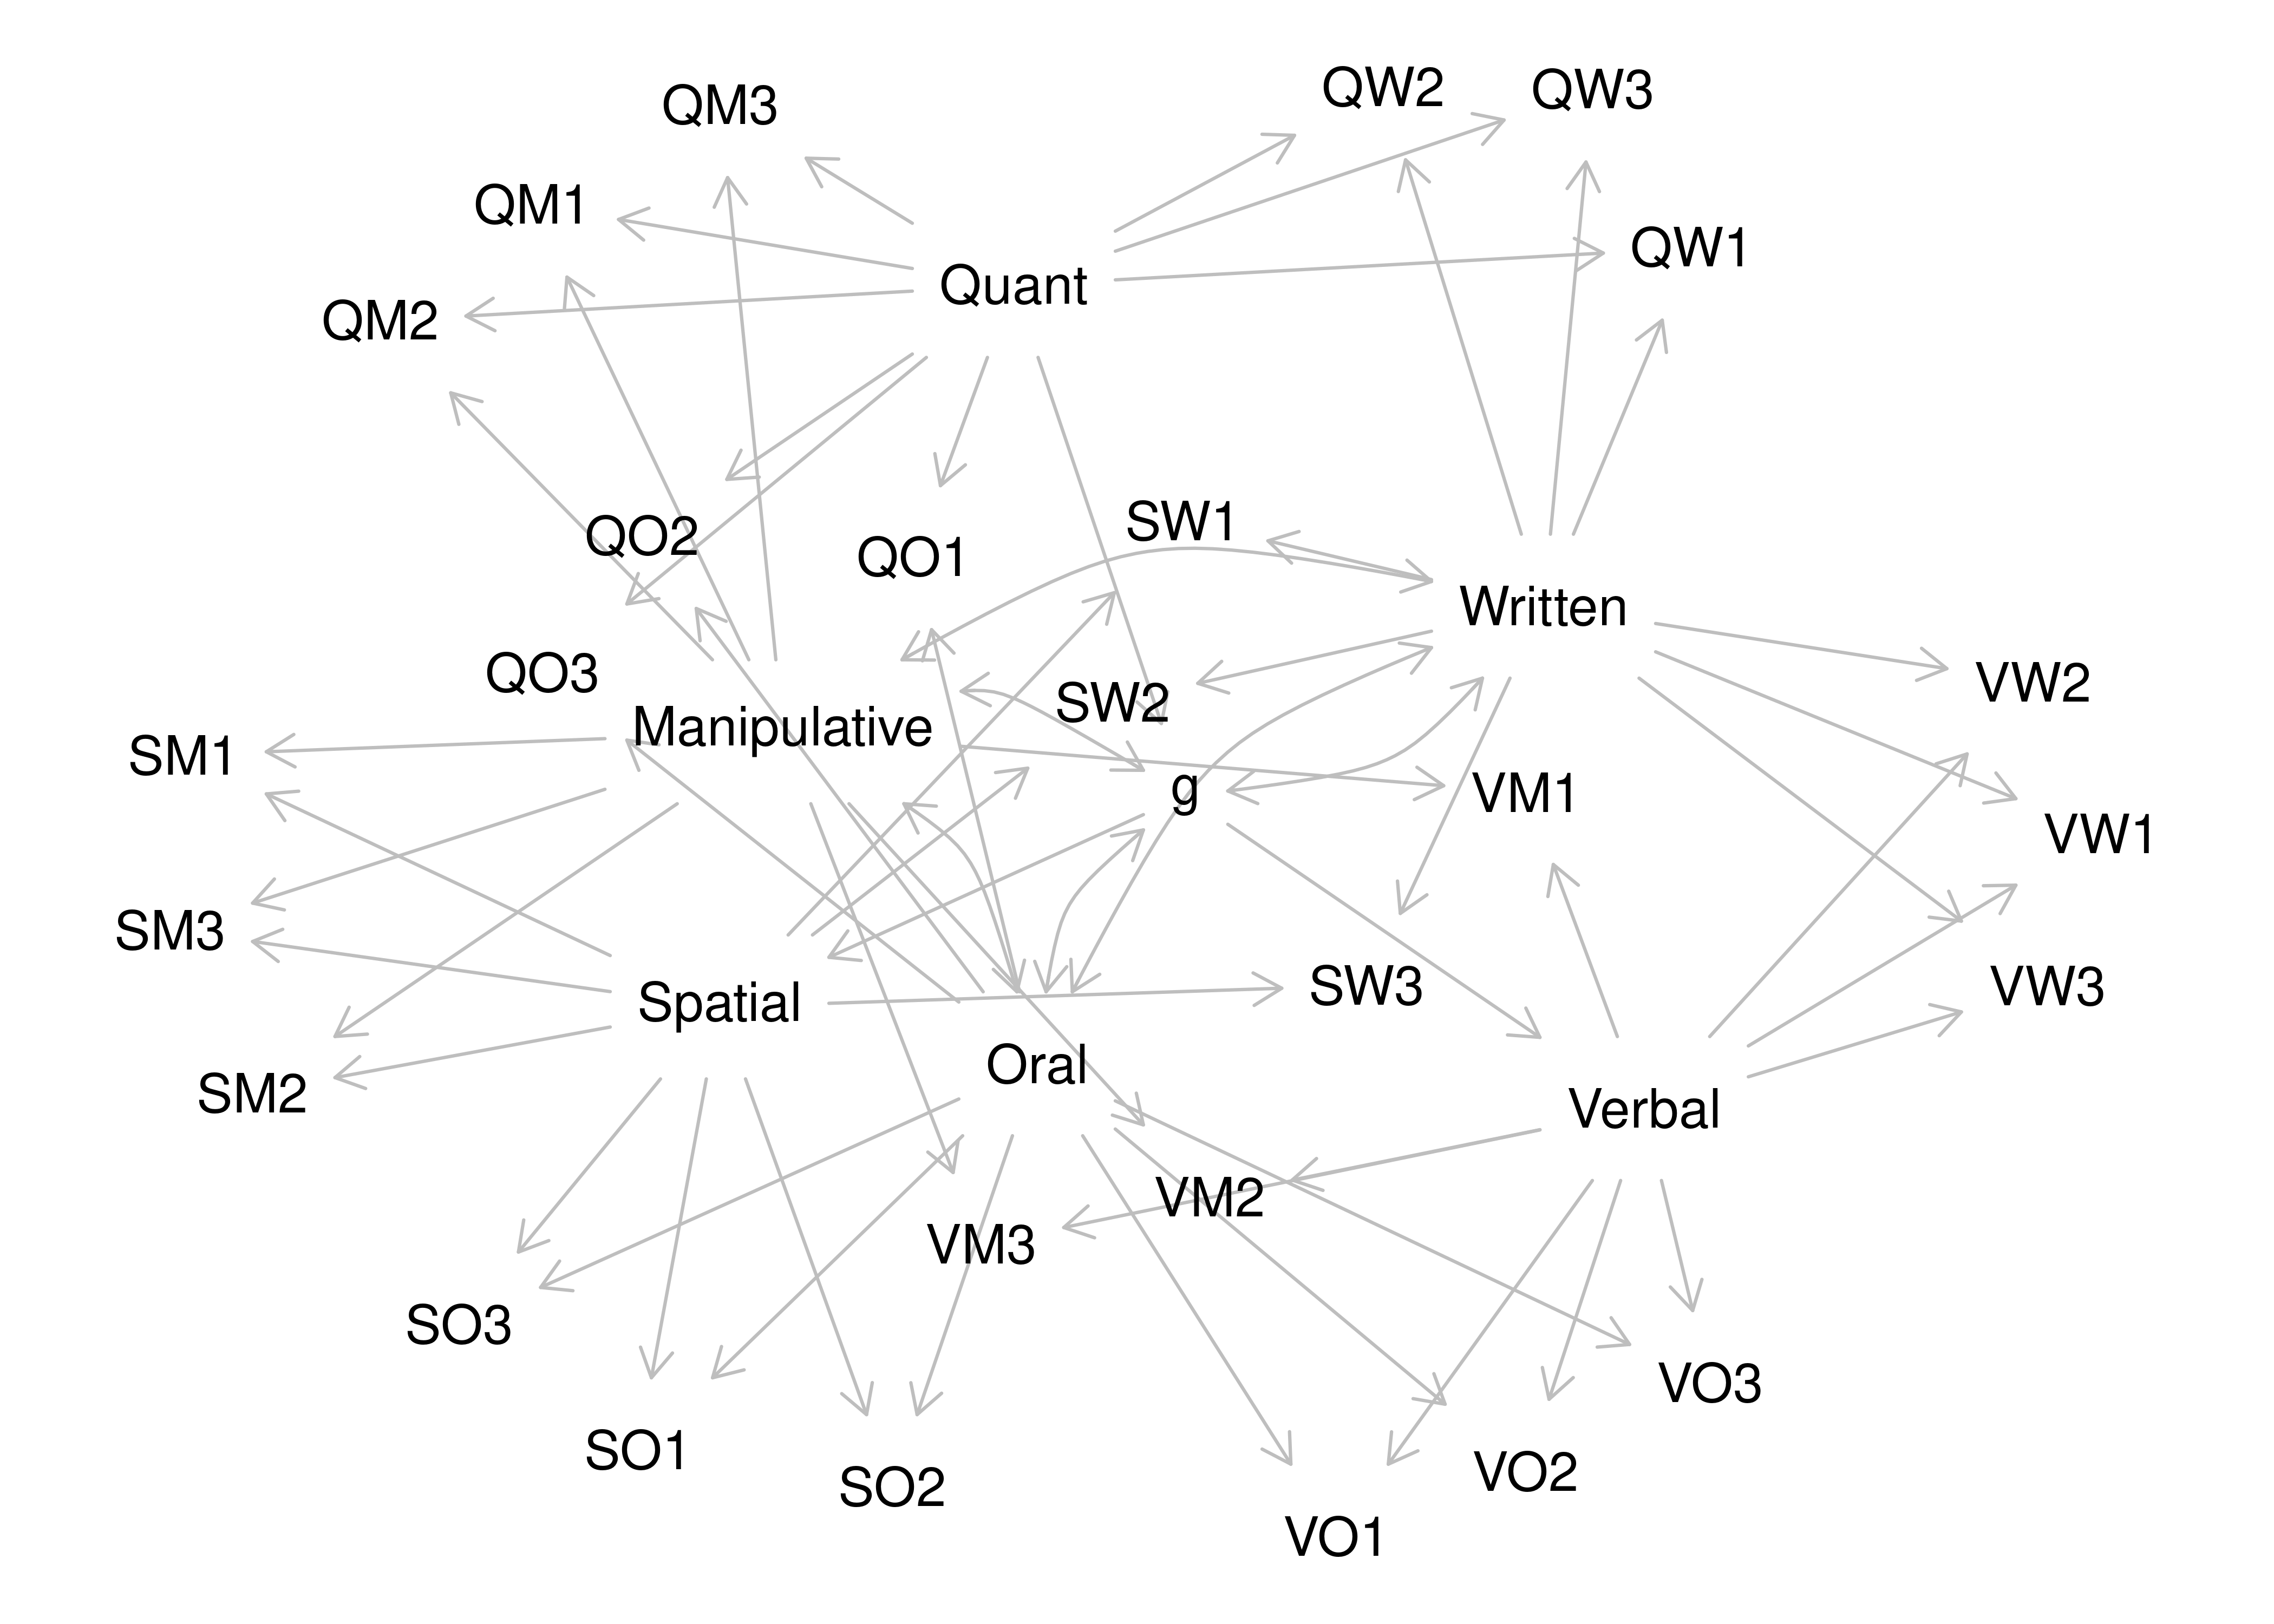 QW2
QW3
QM3
QM1
QW1
Quant
QM2
SW1
QO2
QO1
Written
QO3
VW2
SW2
Manipulative
SM1
g
VM1
VW1
SM3
SW3
VW3
Spatial
Oral
SM2
Verbal
VM2
VM3
SO3
VO3
SO1
VO2
SO2
VO1